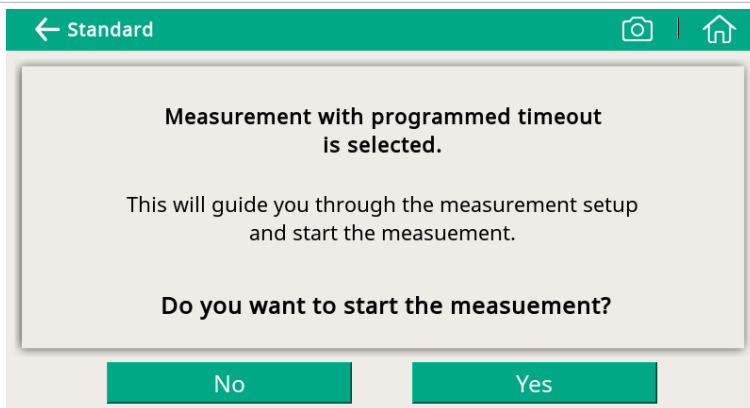 Standard
Measurement with programmed timeout
is selected.
This will guide you through the measurement setup
and start the measuement.
Do you want to start the measuement?
No
Yes